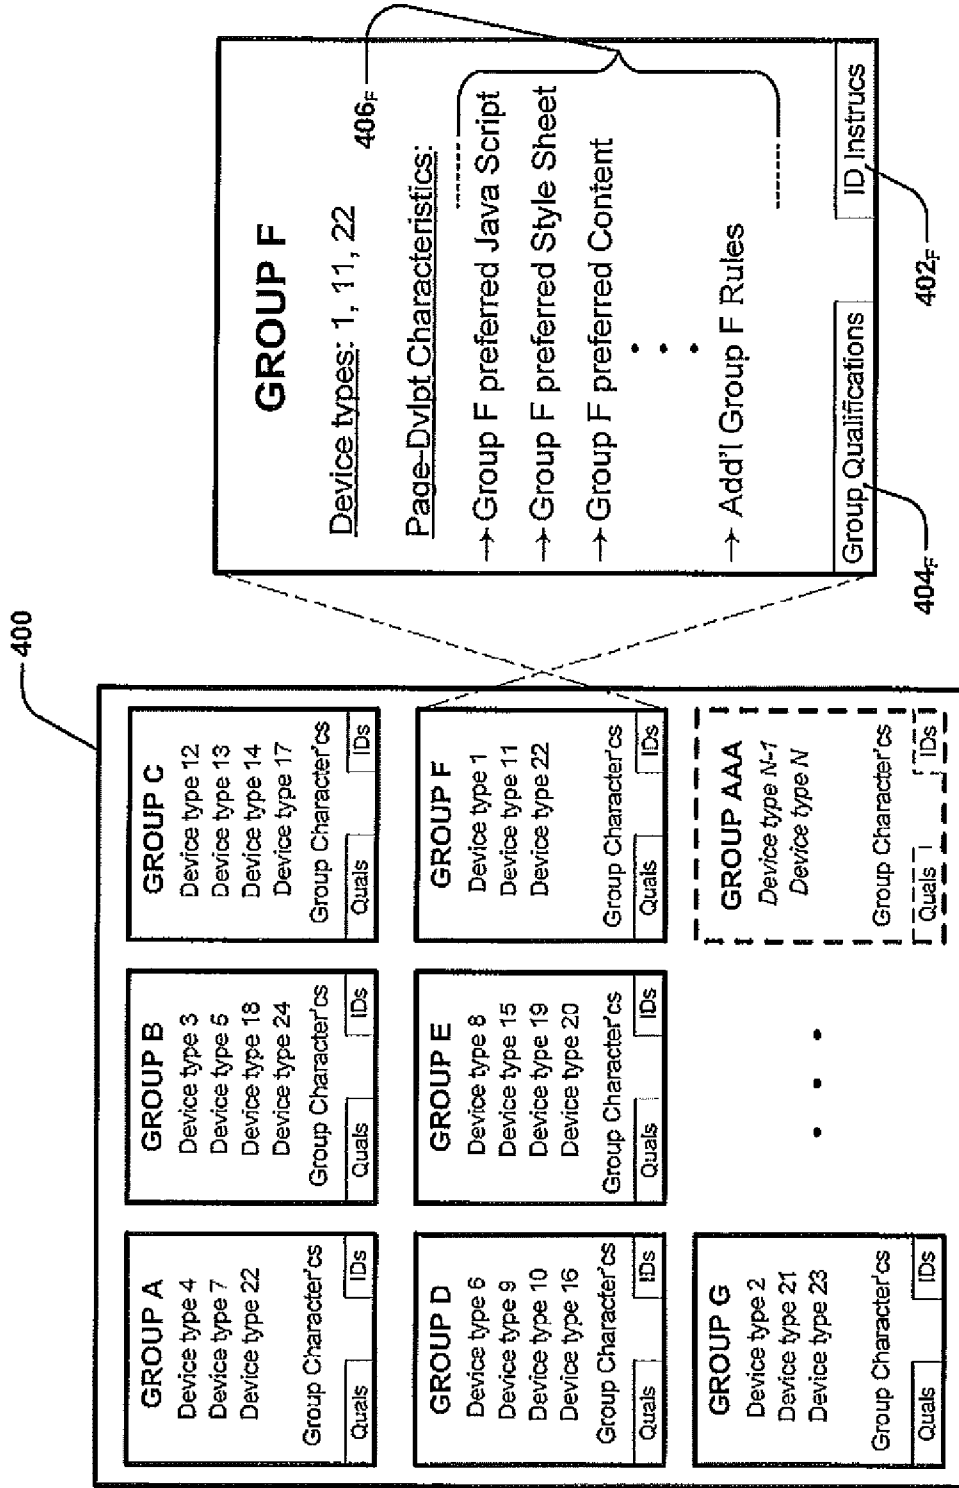 400
GROUP A
Device type 4
Device type 7
Device type 22
Group Character'cs
Quals
IDs
GROUP B
Device type 3
Device type 5
Device type 18
Device type 24
Group Character'cs
Quals
IDs
GROUP C
Device type 12
Device type 13
Device type 14
Device type 17
Group Character'cs
Quals
IDs
GROUP D
Device type 6
Device type 9
Device type 10
Device type 16
Group Character'cs
Quals
IDs
GROUP E
Device type 8
Device type 15
Device type 19
Device type 20
Group Character'cs
Quals
IDs
GROUP F
Device type 1
Device type 11
Device type 22
Group Character'cs
Quals
IDs
GROUP G
Device type 2
Device type 21
Device type 23
Group Character'cs
Quals
IDs
• • •
GROUP AAA
Device type N-1
Device type N
Group Character'cs
Quals
IDs
GROUP F
Device types: 1, 11, 22
406F
Page-Dvlpt Characteristics:
→ Group F preferred Java Script
→ Group F preferred Style Sheet
→ Group F preferred Content
• • •
→ Add'l Group F Rules
Group Qualifications
ID Instrucs
404F
402F